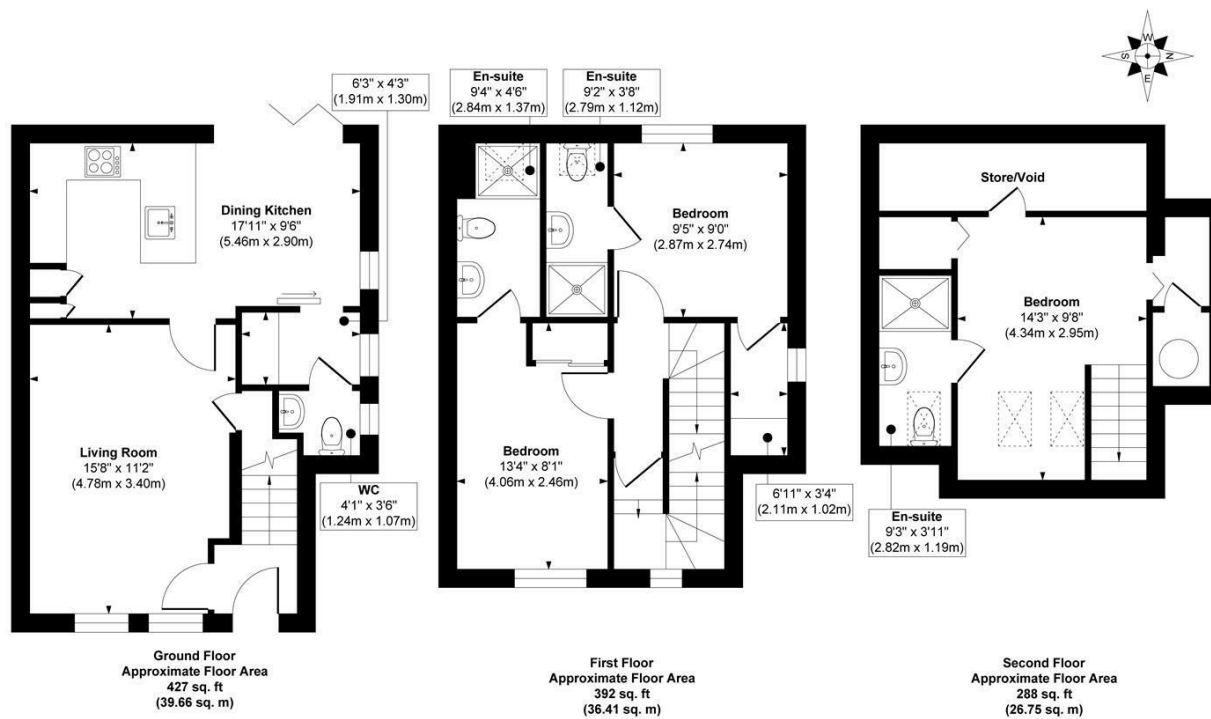 W
S
N
E
6'3" x 4'3"
(1.91m x 1.30m)
En-suite
9'4" x 4'6"
(2.84m x 1.37m)
En-suite
9'2" x 3'8"
(2.79m x 1.12m)
Dining Kitchen
17'11" x 9'6"
(5.46m x 2.90m)
Living Room
15'8" x 11'2"
(4.78m x 3.40m)
WC
4'1" x 3'6"
(1.24m x 1.07m)
Ground Floor
Approximate Floor Area
427 sq. ft
(39.66 sq. m)
Bedroom
9'5" x 9'0"
(2.87m x 2.74m)
Bedroom
13'4" x 8'1"
(4.06m x 2.46m)
6'11" x 3'4"
(2.11m x 1.02m)
First Floor
Approximate Floor Area
392 sq. ft
(36.41 sq. m)
Store/Void
Bedroom
14'3" x 9'8"
(4.34m x 2.95m)
En-suite
9'3" x 3'11"
(2.82m x 1.19m)
Second Floor
Approximate Floor Area
288 sq. ft
(26.75 sq. m)